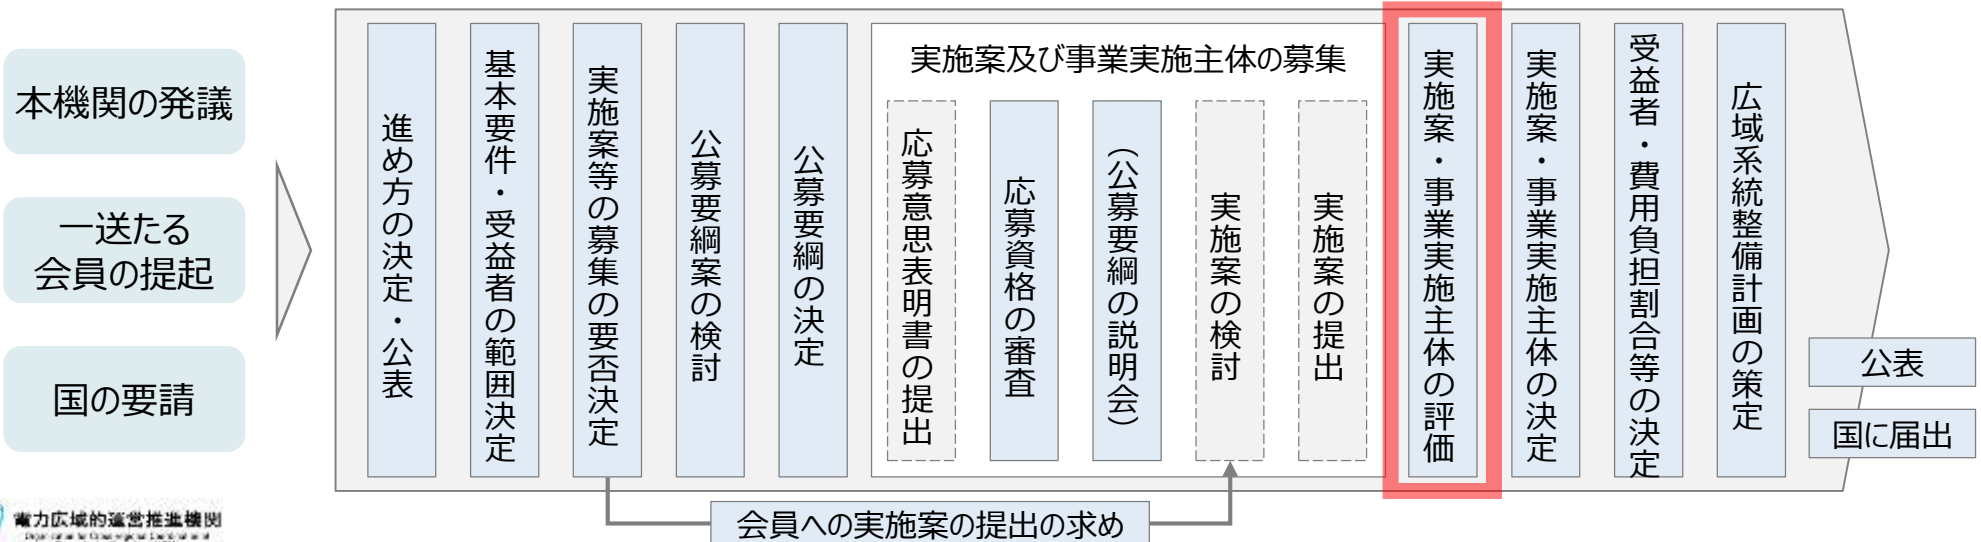 本機関の発議
一送たる
会員の提起
国の要請
進め方の決定・公表
基本要件・受益者の範囲決定
実施案等の募集の要否決定
公募要綱案の検討
公募要綱の決定
実施案及び事業実施主体の募集
応募意思表明書の提出
応募資格の審査
（公募要綱の説明会）
実施案の検討
実施案の提出
実施案・事業実施主体の評価
実施案・事業実施主体の決定
受益者・費用負担割合等の決定
広域系統整備計画の策定
公表
国に届出
会員への実施案の提出の求め
電力広域的運営推進機関